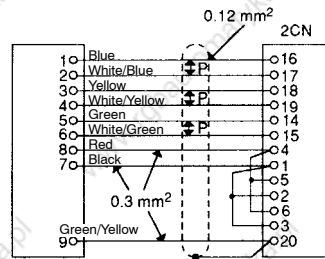 0.12 mm²
2CN
1 Blue 16
2 White/Blue P 17
3 Yellow 18
4 White/Yellow P 19
5 Green 14
6 White/Green P 15
8 Red 4
7 Black 1
5
2
0.3 mm²
6
3
9 Green/Yellow 20